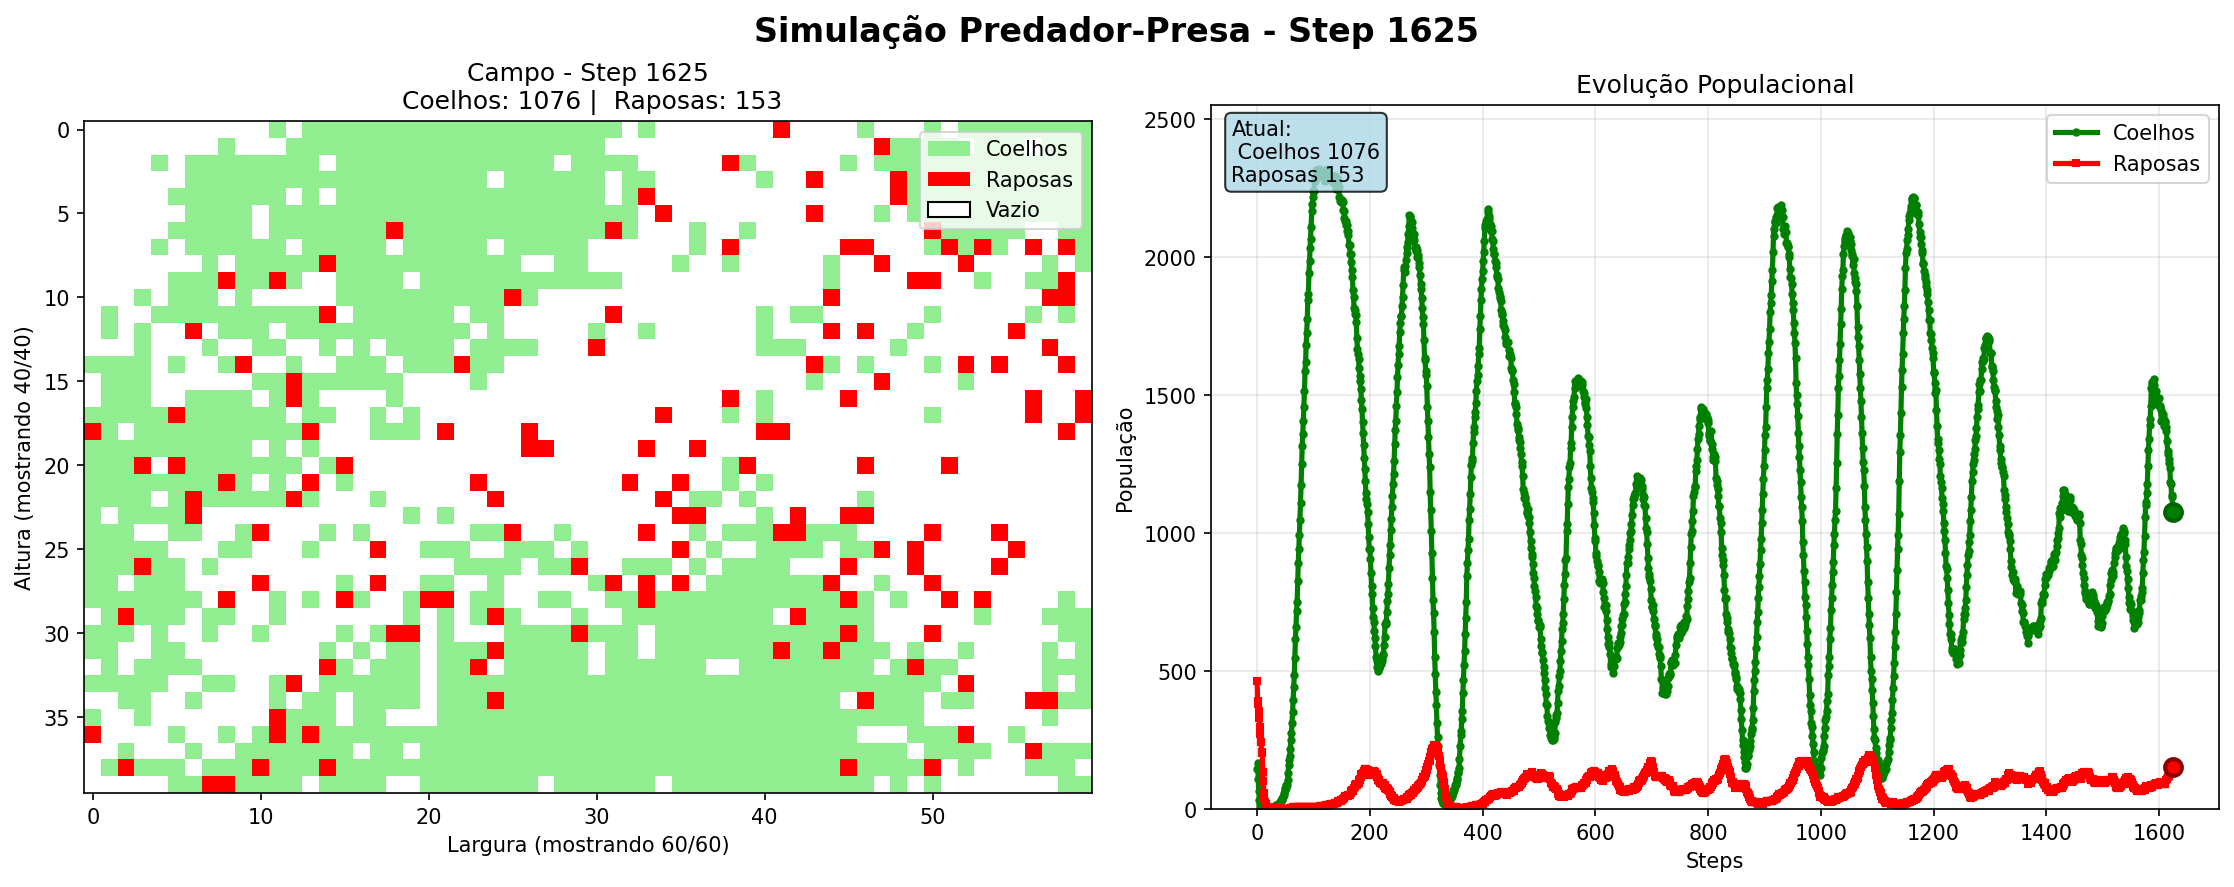 Simulação Predador-Presa - Step 1625
Campo - Step 1625
Coelhos: 1076 |  Raposas: 153
0
5
10
15
20
25
30
35
Altura (mostrando 40/40)
0
10
20
30
40
50
Largura (mostrando 60/60)
Coelhos
Raposas
Vazio
Evolução Populacional
2500
2000
1500
1000
500
0
População
0
200
400
600
800
1000
1200
1400
1600
Steps
Atual:
Coelhos 1076
Raposas 153
Coelhos
Raposas